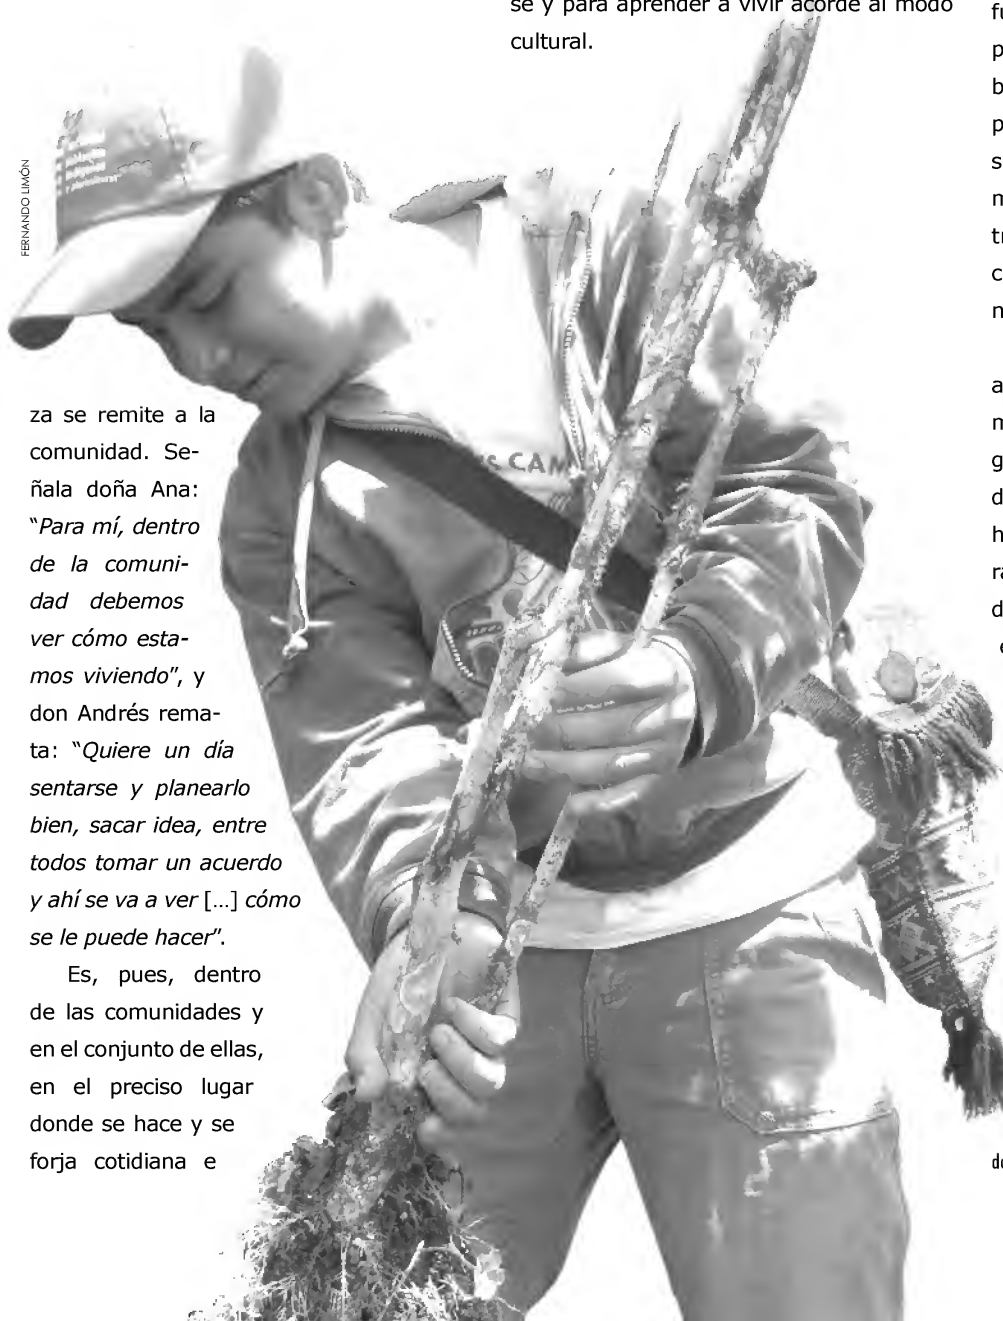 se y para aprender a vivir acorde al modo
cultural.
FERNANDO LIMÓN
za se remite a la
comunidad. Se-
ñala doña Ana:
“Para mí, dentro
de la comuni-
dad debemos
ver cómo esta-
mos viviendo”, y
don Andrés rema-
ta: “Quiere un día
sentarse y planearlo
bien, sacar idea, entre
todos tomar un acuerdo
y ahí se va a ver [...] cómo
se le puede hacer”.
Es, pues, dentro
de las comunidades y
en el conjunto de ellas,
en el preciso lugar
donde se hace y se
forja cotidiana e
CAM